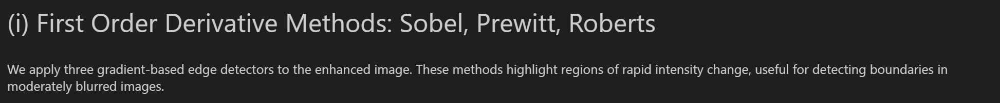 (i) First Order Derivative Methods: Sobel, Prewitt, Roberts
We apply three gradient-based edge detectors to the enhanced image. These methods highlight regions of rapid intensity change, useful for detecting boundaries in
moderately blurred images.